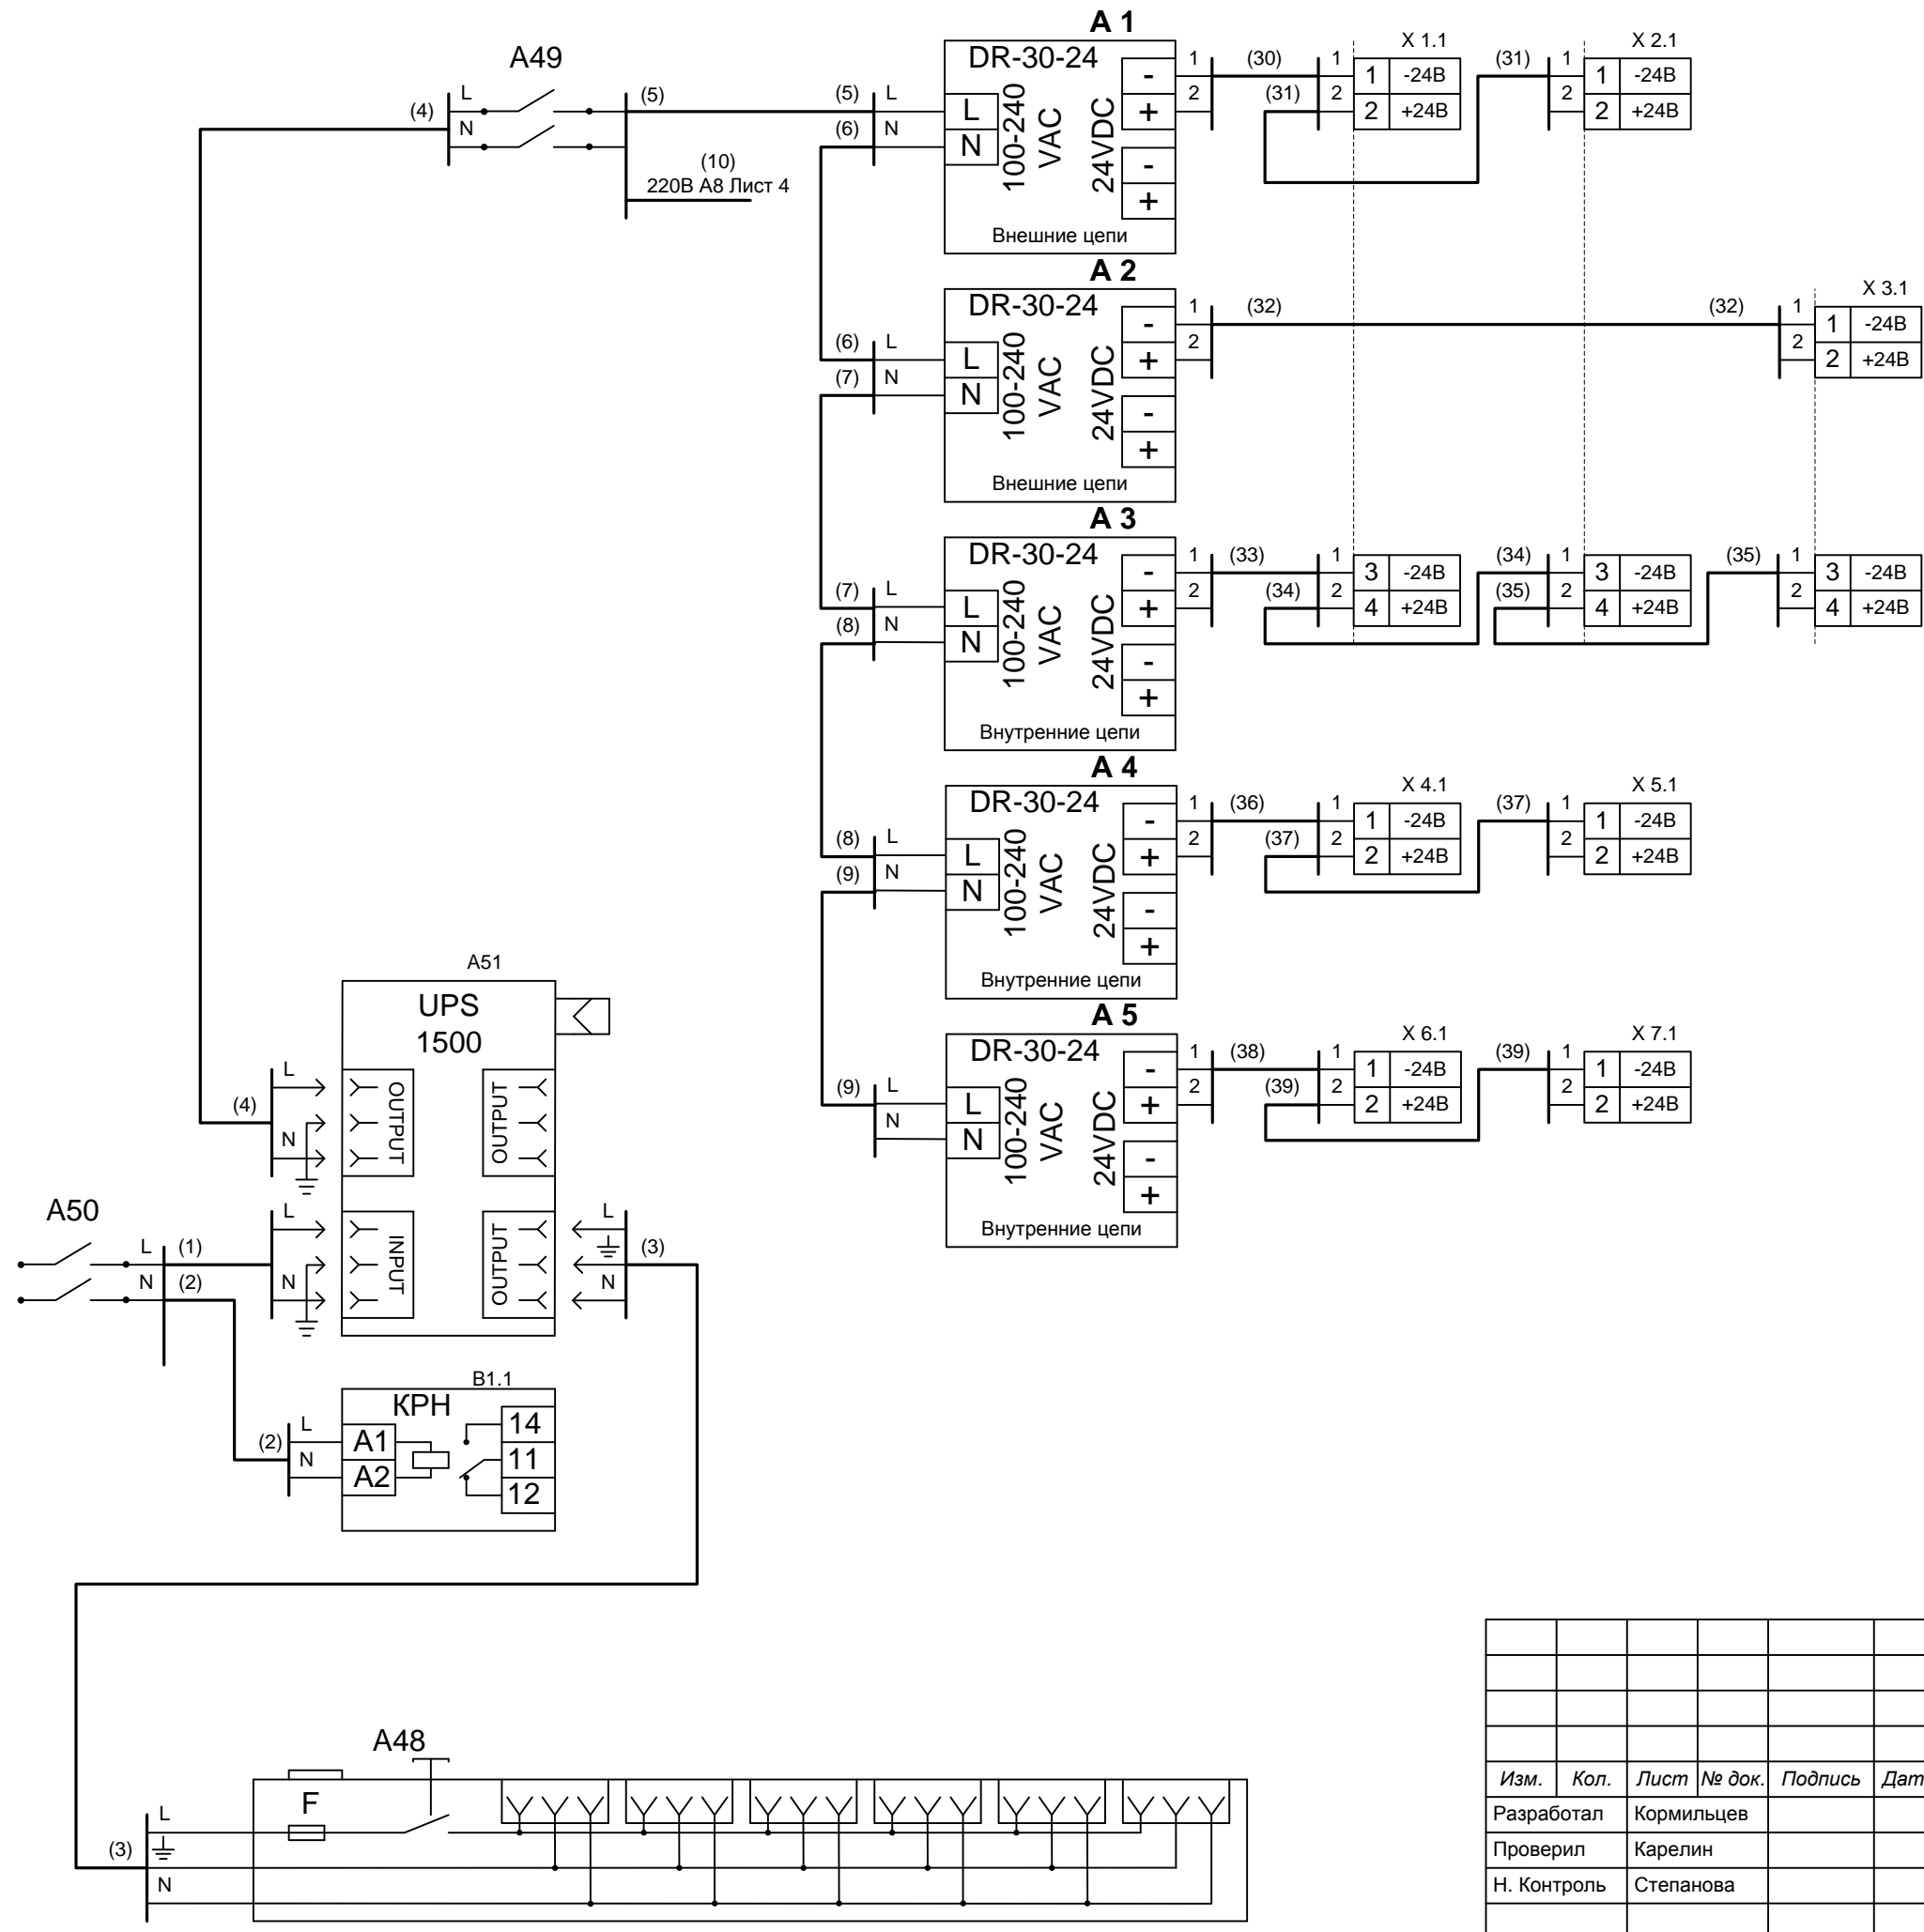 A49
L
(4)
N
(5)
(10)
220В A8 Лист 4
A 1
DR-30-24
(5) L
(6) N
L
N
100-240
VAC
24VDC
-
+
-
+
Внешние цепи
1
2
(30)
(31)
1
2
X 1.1
1 -24В
2 +24В
(31)
1
2
X 2.1
1 -24В
2 +24В
A 2
DR-30-24
(6) L
(7) N
L
N
100-240
VAC
24VDC
-
+
-
+
Внешние цепи
1
2
(32)
(32)
1
2
X 3.1
1 -24В
2 +24В
A 3
DR-30-24
(7) L
(8) N
L
N
100-240
VAC
24VDC
-
+
-
+
Внутренние цепи
1
2
(33)
(34)
1
2
3 -24В
4 +24В
(34)
(35)
1
2
3 -24В
4 +24В
(35)
1
2
3 -24В
4 +24В
A 4
DR-30-24
(8) L
(9) N
L
N
100-240
VAC
24VDC
-
+
-
+
Внутренние цепи
1
2
(36)
(37)
1
2
X 4.1
1 -24В
2 +24В
(37)
1
2
X 5.1
1 -24В
2 +24В
A 5
DR-30-24
(9) L
N
L
N
100-240
VAC
24VDC
-
+
-
+
Внутренние цепи
1
2
(38)
(39)
1
2
X 6.1
1 -24В
2 +24В
(39)
1
2
X 7.1
1 -24В
2 +24В
A51
UPS
1500
L
(4)
N
OUTPUT
OUTPUT
A50
L (1)
N (2)
L
N
INPUT
OUTPUT
L
(3)
N
B1.1
КРН
L
(2)
N
A1
A2
14
11
12
A48
F
L
(3)
N
Изм. Кол. Лист № док. Подпись Дат
Разработал Кормильцев
Проверил Карелин
Н. Контроль Степанова